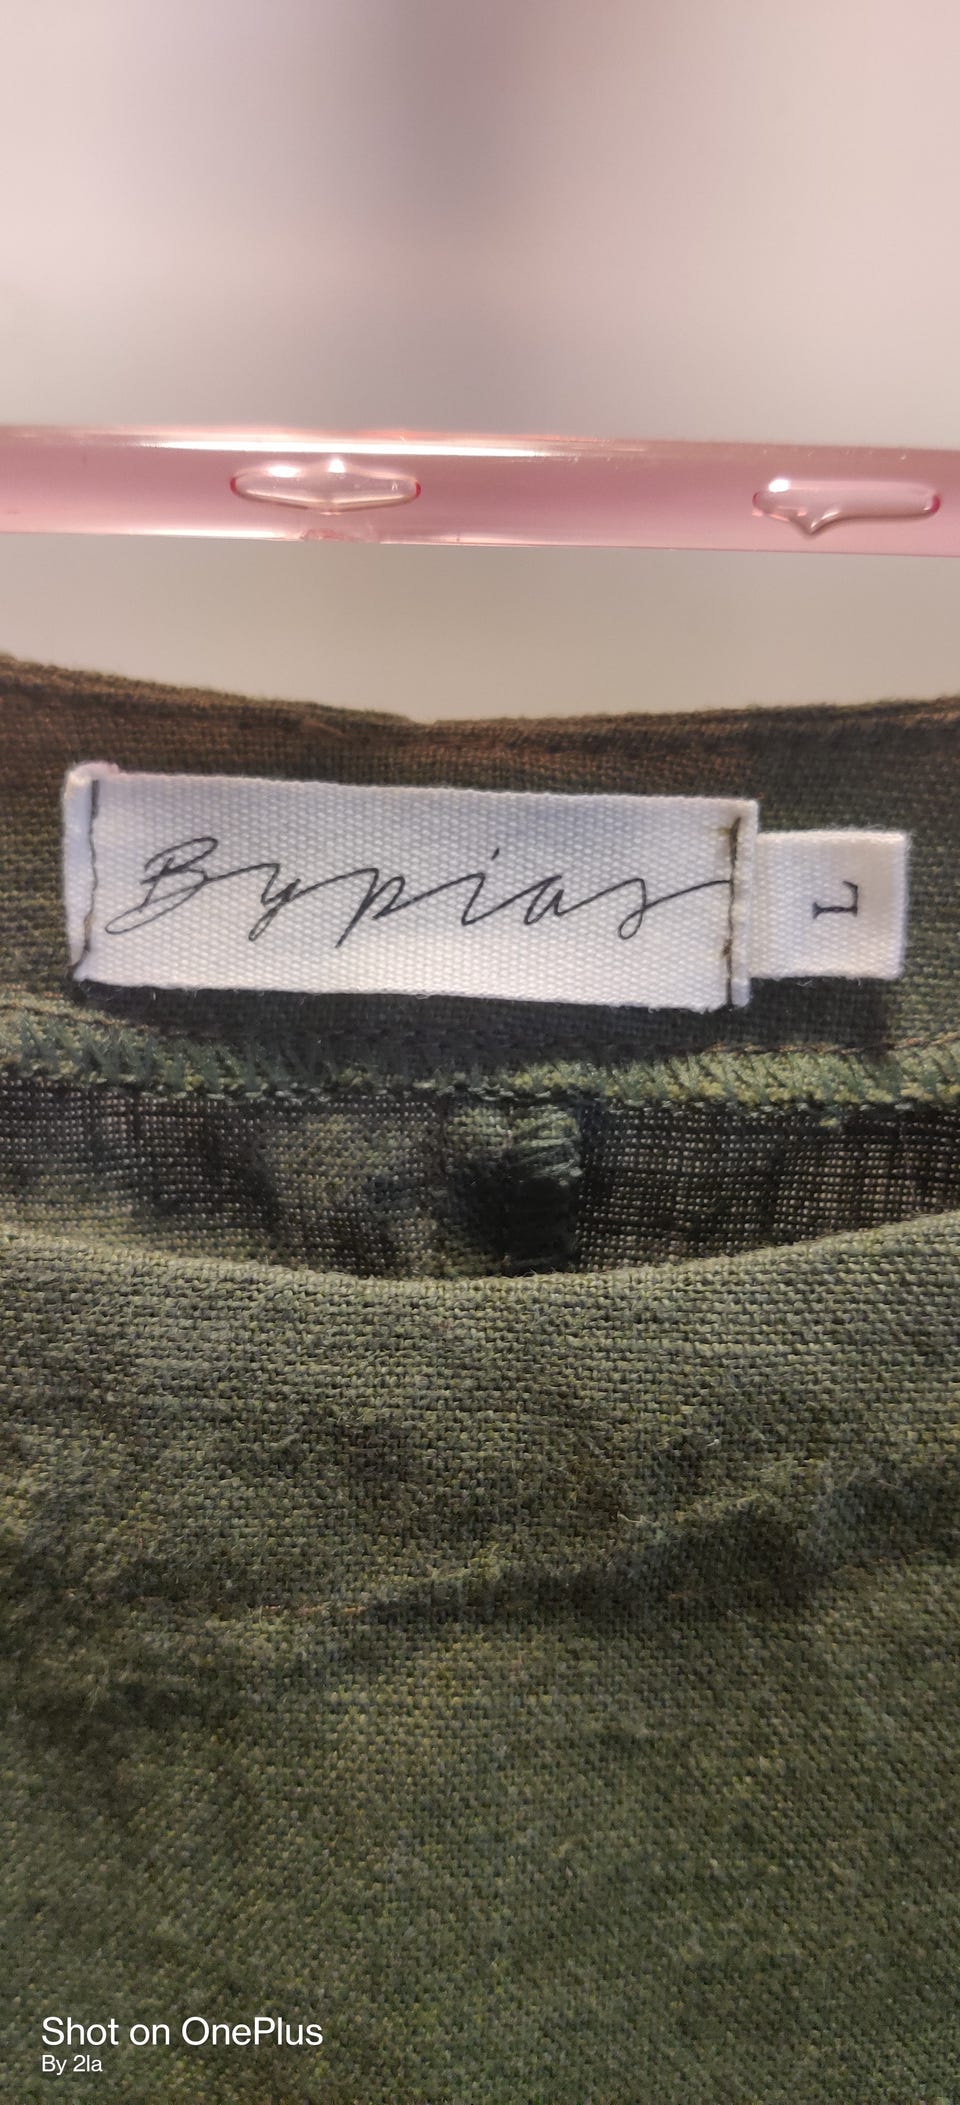 Bypias
L
Shot on OnePlus
By 2la